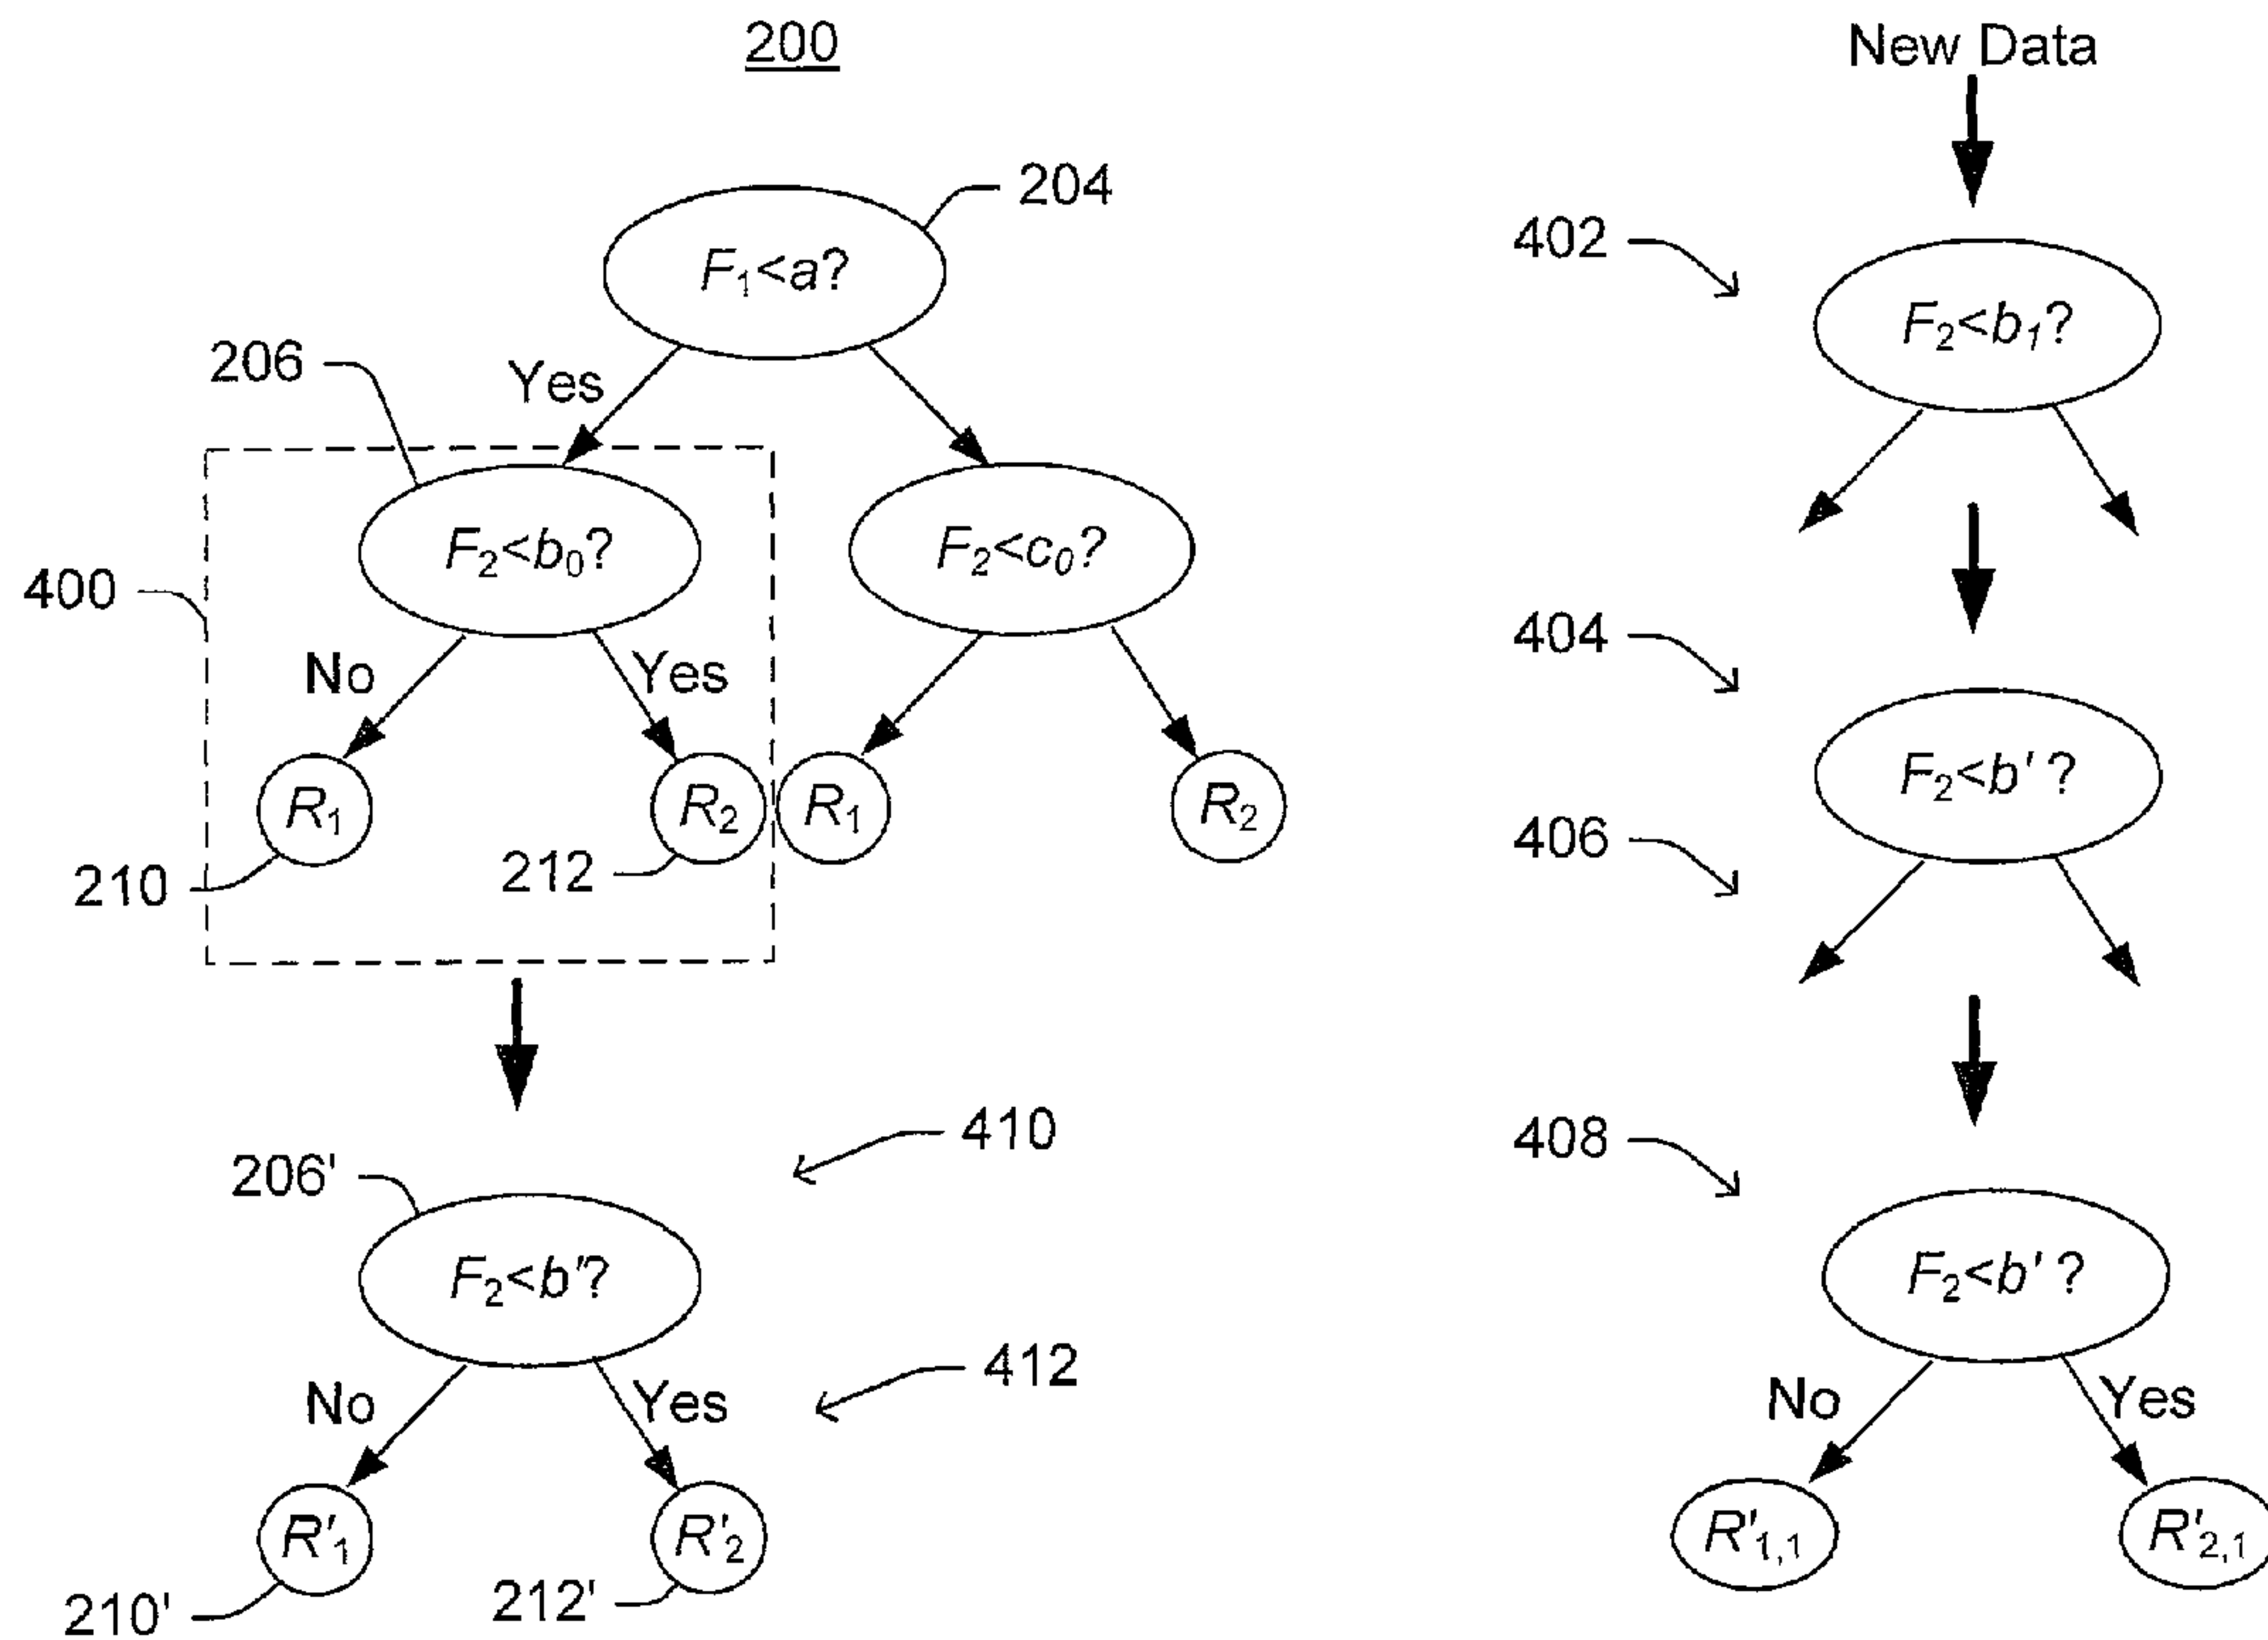 200
New Data
204
402
F₁<a?
F₂<b₁?
206
Yes
F₂<b₀?
F₂<c₀?
400
404
No
Yes
F₂<b' ?
R₁
R₂
R₁
R₂
406
210
212
410
408
206'
F₂<b'?
F₂<b' ?
412
No
Yes
No
Yes
R'₁
R'₂
R'₁,₁
R'₂,₁
210'
212'